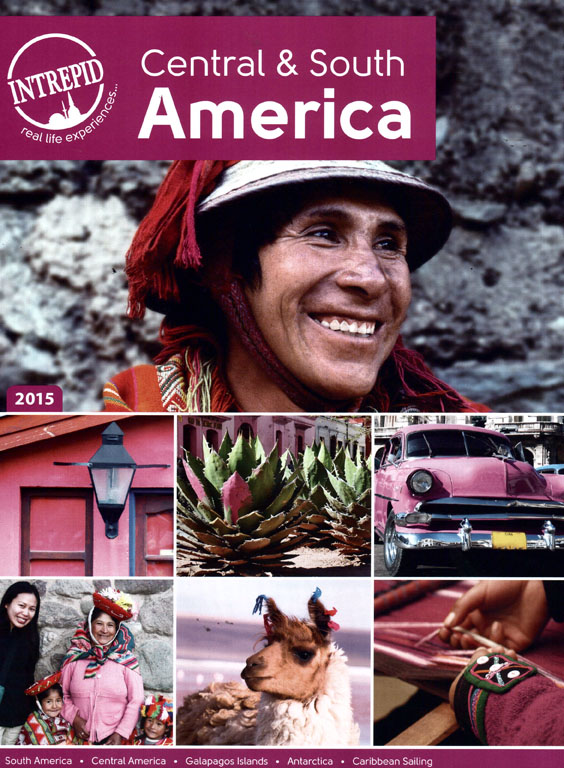 INTREPID
real life experiences...
Central & South
America
2015
South America • Central America • Galapagos Islands • Antarctica • Caribbean Sailing